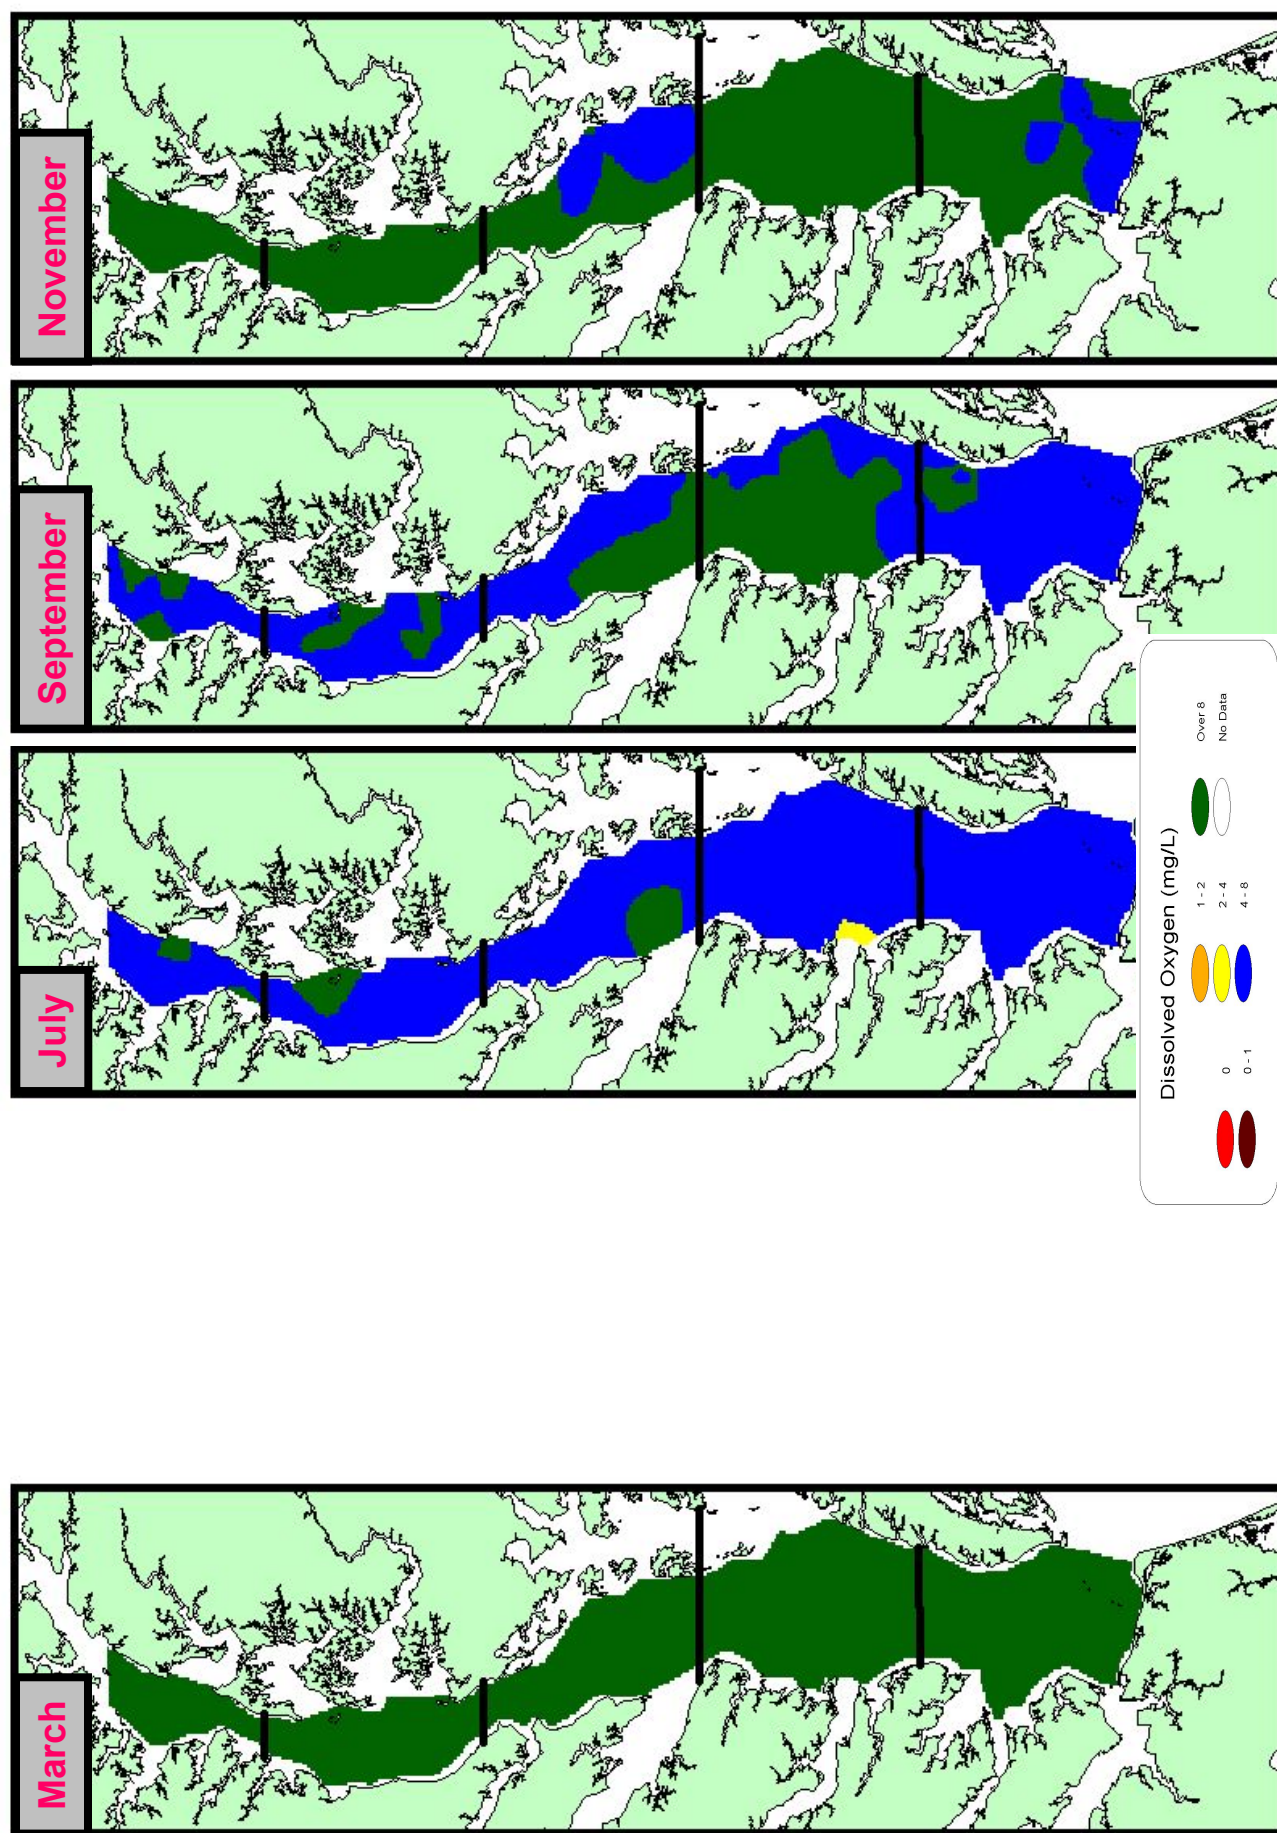 March
July
September
November
Dissolved Oxygen (mg/L)
0
0 - 1
1 - 2
2 - 4
4 - 8
Over 8
No Data